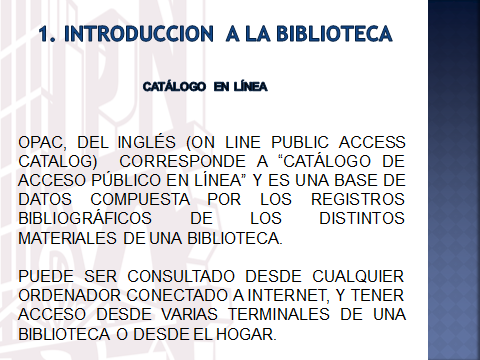 1. INTRODUCCION A LA BIBLIOTECA
CATÁLOGO EN LÍNEA
OPAC, DEL INGLÉS (ON LINE PUBLIC ACCESS
CATALOG) CORRESPONDE A “CATÁLOGO DE
ACCESO PÚBLICO EN LÍNEA” Y ES UNA BASE DE
DATOS COMPUESTA POR LOS REGISTROS
BIBLIOGRÁFICOS DE LOS DISTINTOS
MATERIALES DE UNA BIBLIOTECA.
PUEDE SER CONSULTADO DESDE CUALQUIER
ORDENADOR CONECTADO A INTERNET, Y TENER
ACCESO DESDE VARIAS TERMINALES DE UNA
BIBLIOTECA O DESDE EL HOGAR.